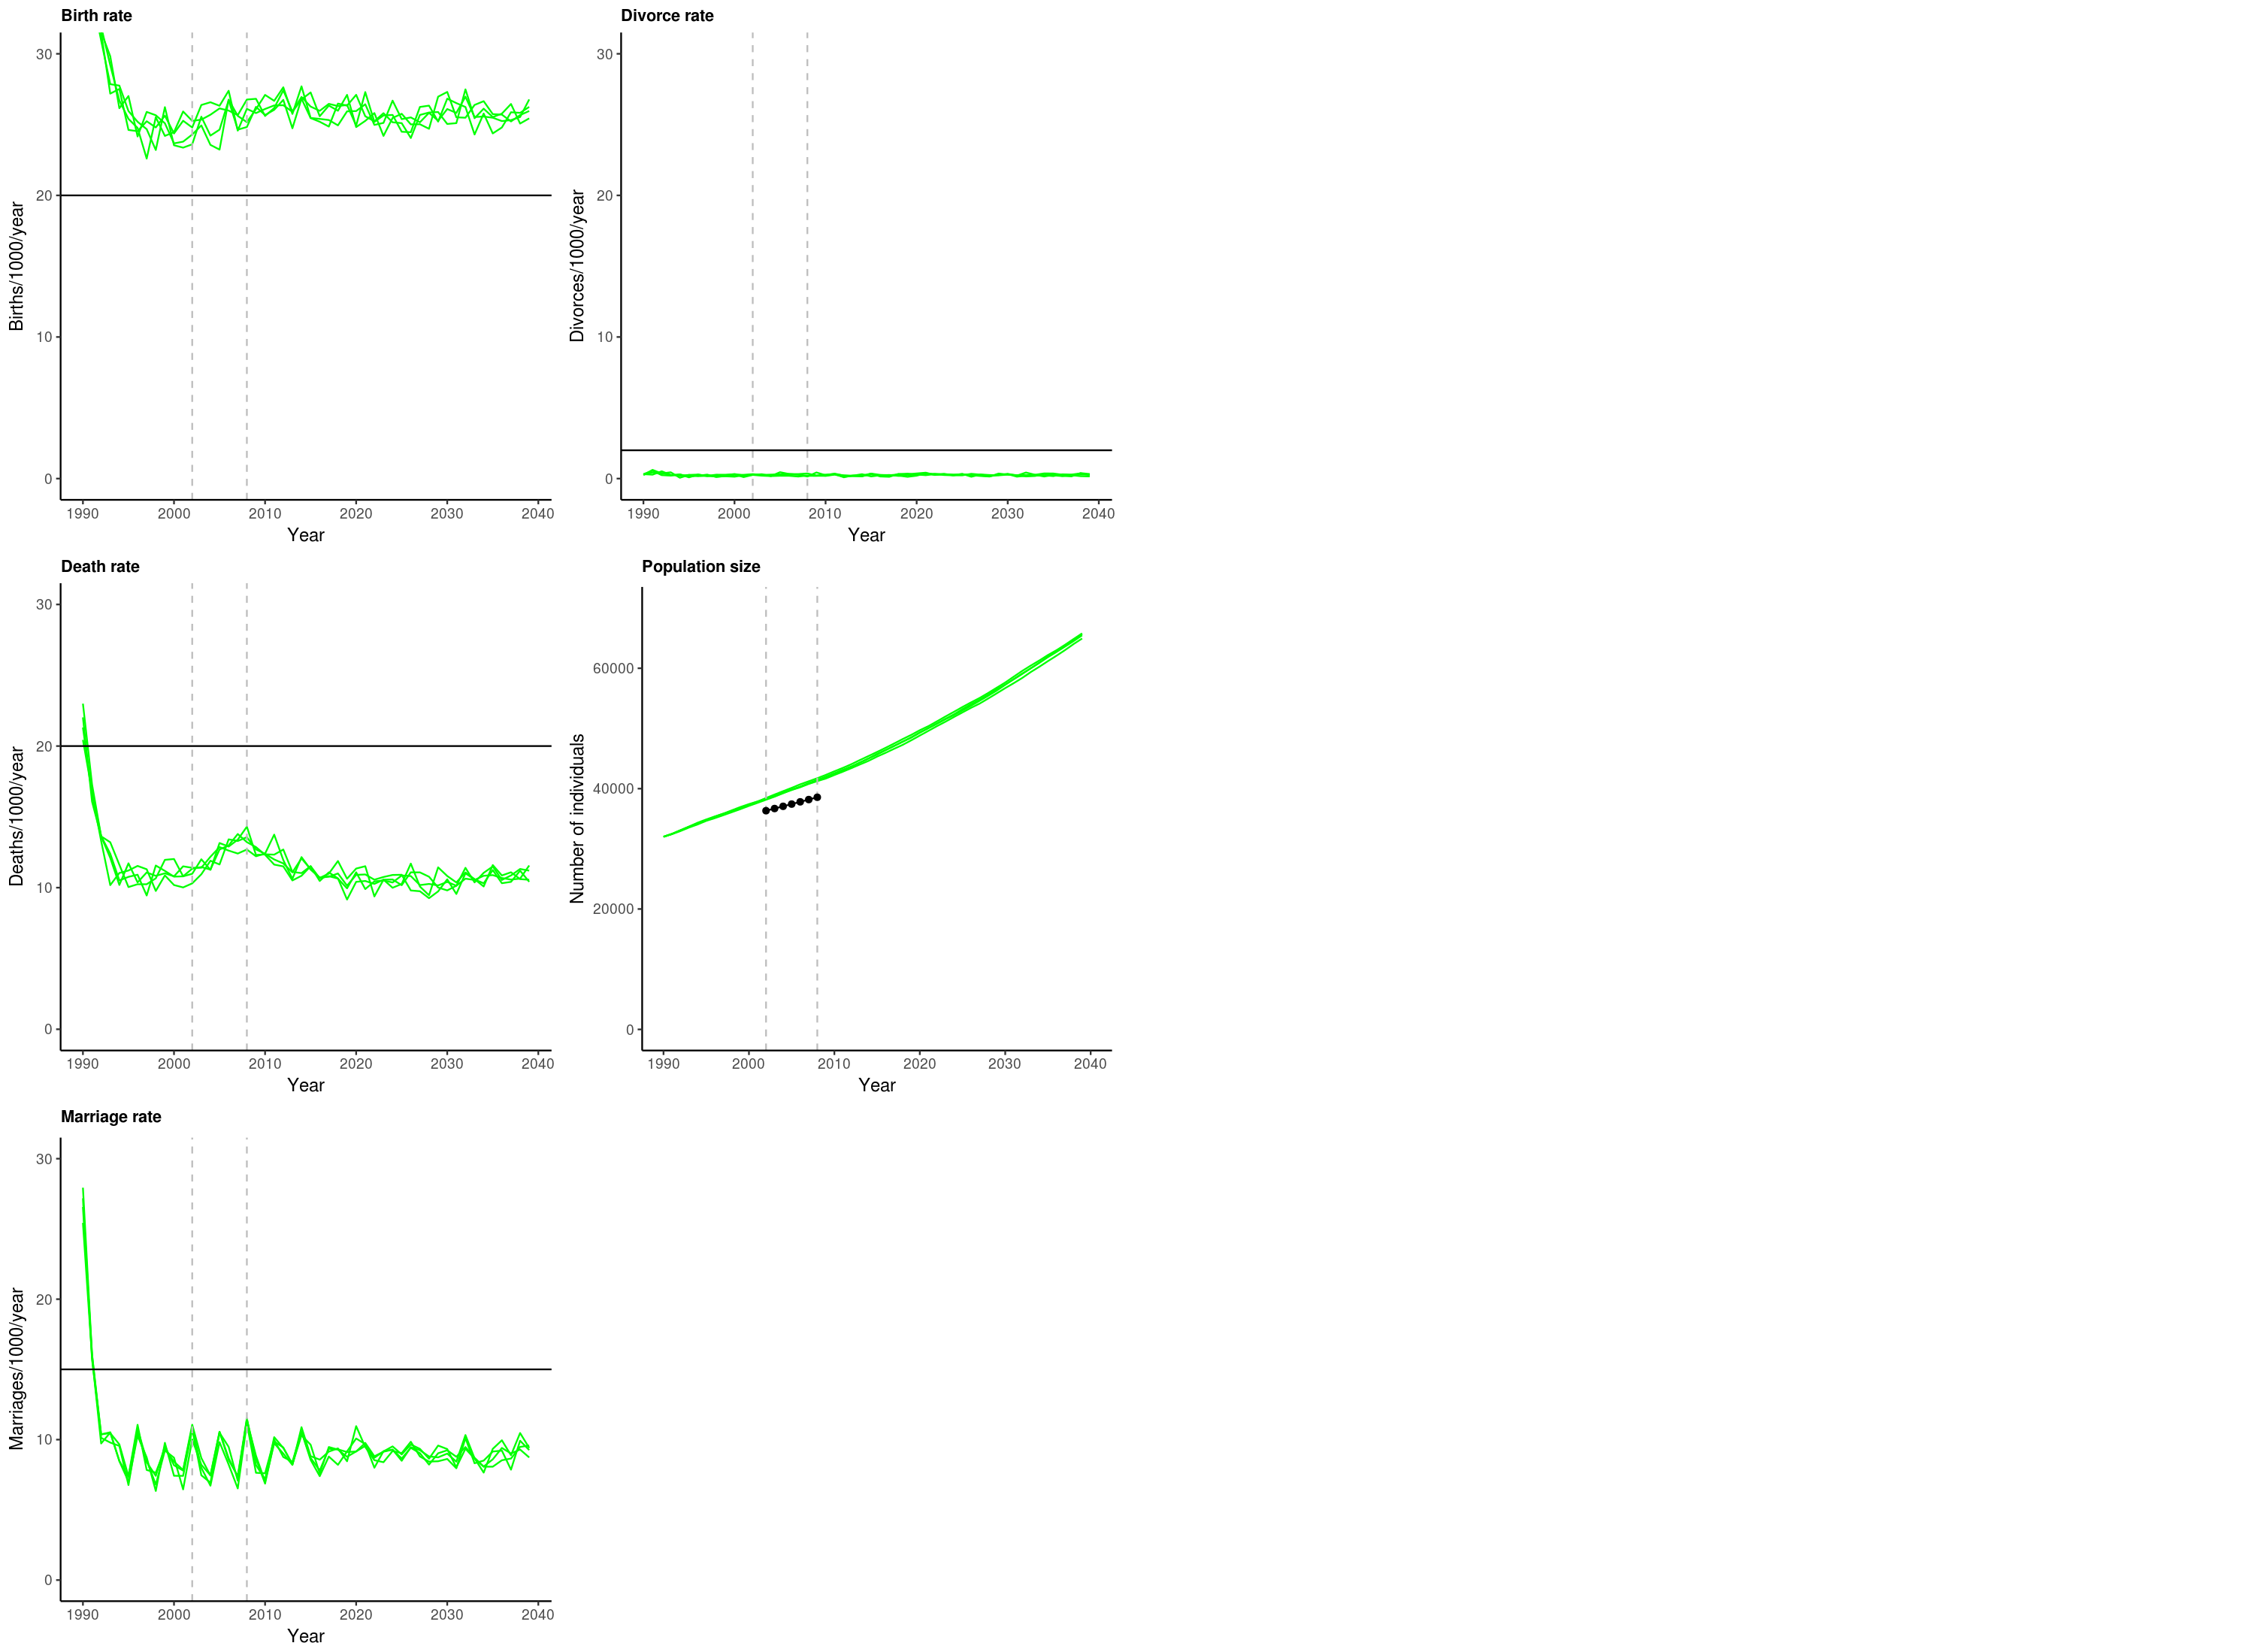 Birth rate
30
20
10
0
Births/1000/year
1990 2000 2010 2020 2030 2040
Year
Divorce rate
30
20
10
0
Divorces/1000/year
1990 2000 2010 2020 2030 2040
Year
Death rate
30
20
10
0
Deaths/1000/year
1990 2000 2010 2020 2030 2040
Year
Population size
60000
40000
20000
0
Number of individuals
1990 2000 2010 2020 2030 2040
Year
Marriage rate
30
20
10
0
Marriages/1000/year
1990 2000 2010 2020 2030 2040
Year